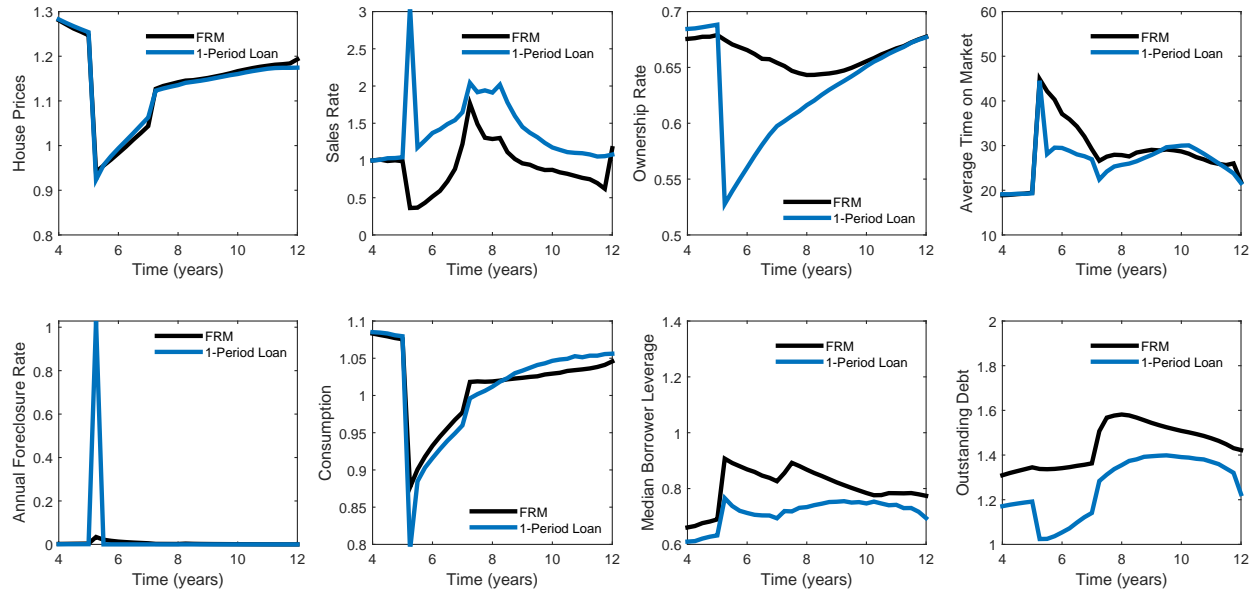 House Prices
1.3
1.2
1.1
1
0.9
0.8
FRM
1-Period Loan
4 6 8 10 12
Time (years)
Sales Rate
3
2.5
2
1.5
1
0.5
0
FRM
1-Period Loan
4 6 8 10 12
Time (years)
Ownership Rate
0.7
0.65
0.6
0.55
0.5
FRM
1-Period Loan
4 6 8 10 12
Time (years)
Average Time on Market
60
50
40
30
20
10
FRM
1-Period Loan
4 6 8 10 12
Time (years)
Annual Foreclosure Rate
1
0.8
0.6
0.4
0.2
0
FRM
1-Period Loan
4 6 8 10 12
Time (years)
Consumption
1.1
1.05
1
0.95
0.9
0.85
0.8
FRM
1-Period Loan
4 6 8 10 12
Time (years)
Median Borrower Leverage
1.4
1.2
1
0.8
0.6
FRM
1-Period Loan
4 6 8 10 12
Time (years)
Outstanding Debt
2
1.8
1.6
1.4
1.2
1
FRM
1-Period Loan
4 6 8 10 12
Time (years)